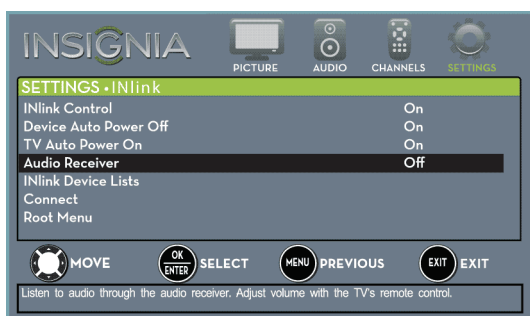 INSIGNIA
PICTURE AUDIO CHANNELS SETTINGS
SETTINGS • INlink
INlink Control On
Device Auto Power Off On
TV Auto Power On On
Audio Receiver Off
INlink Device Lists
Connect
Root Menu
MOVE OK ENTER SELECT MENU PREVIOUS EXIT EXIT
Listen to audio through the audio receiver. Adjust volume with the TV's remote control.